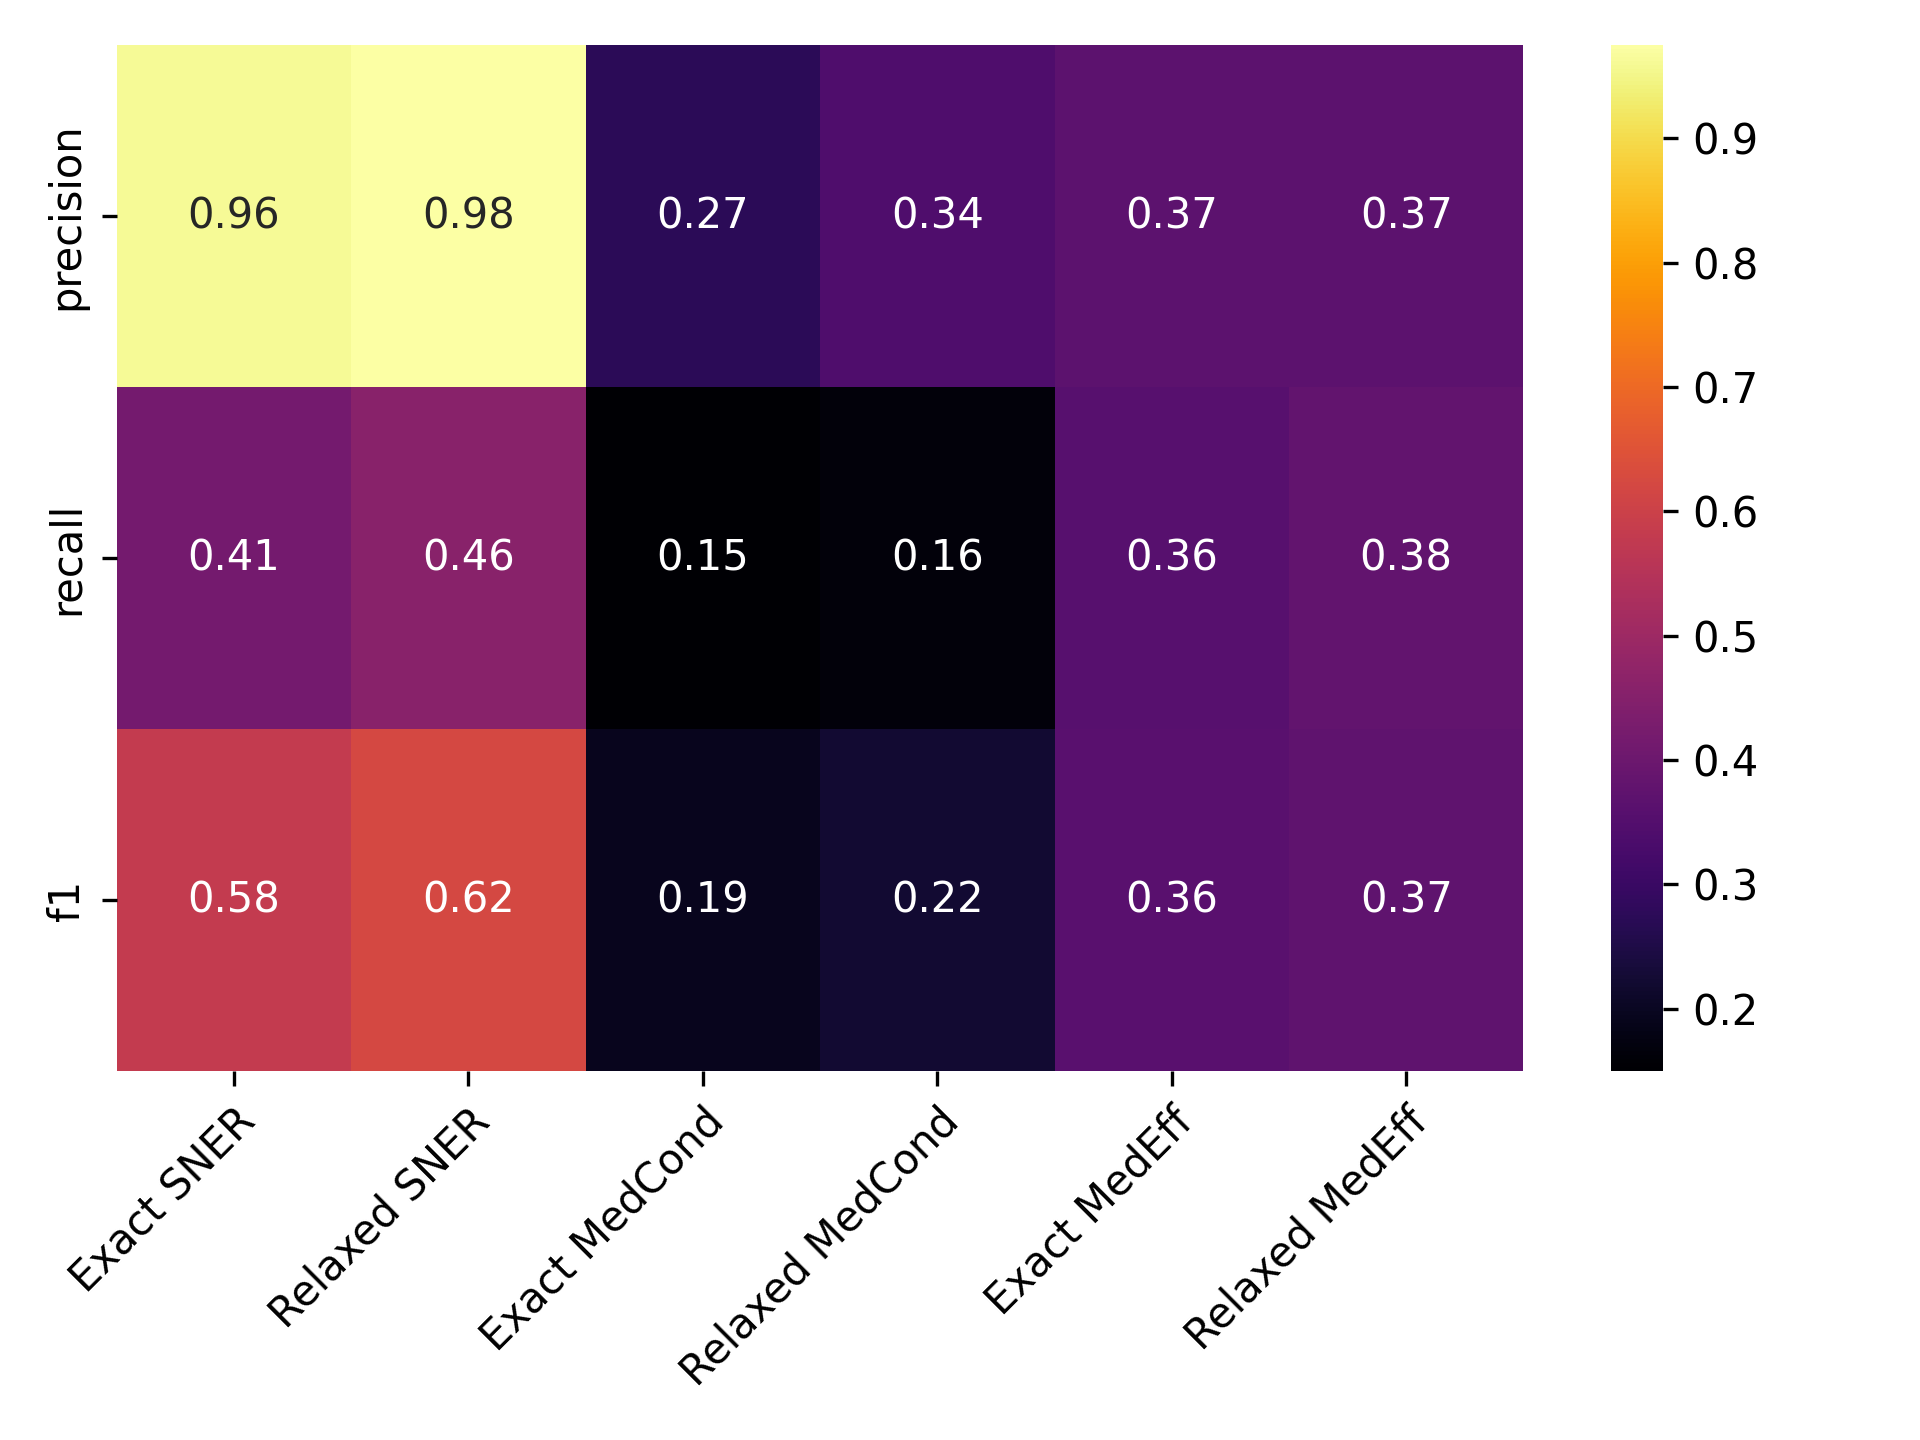 precision
0.96 0.98 0.27 0.34 0.37 0.37
recall
0.41 0.46 0.15 0.16 0.36 0.38
f1
0.58 0.62 0.19 0.22 0.36 0.37
Exact SNER
Relaxed SNER
Exact MedCond
Relaxed MedCond
Exact MedEff
Relaxed MedEff
0.9
0.8
0.7
0.6
0.5
0.4
0.3
0.2